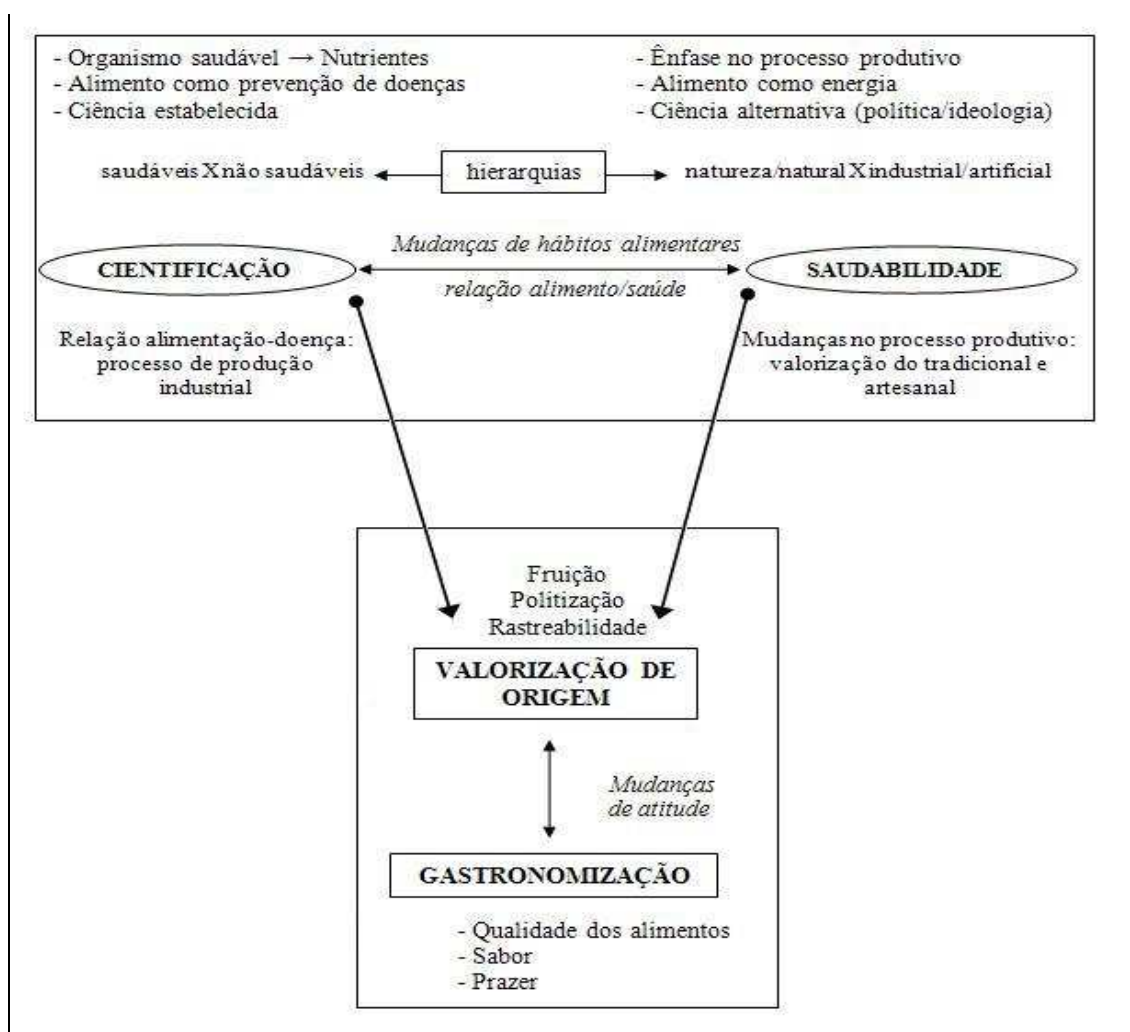 - Organismo saudável → Nutrientes
- Alimento como prevenção de doenças
- Ciência estabelecida
- Ênfase no processo produtivo
- Alimento como energia
- Ciência alternativa (política/ideologia)
saudáveis X não saudáveis
hierarquias
natureza/natural X industrial/artificial
Mudanças de hábitos alimentares
CIENTIFICAÇÃO
SAUDABILIDADE
relação alimento/saúde
Relação alimentação-doença:
processo de produção
industrial
Mudanças no processo produtivo:
valorização do tradicional e
artesanal
Fruição
Politização
Rastreabilidade
VALORIZAÇÃO DE
ORIGEM
Mudanças
de atitude
GASTRONOMIZAÇÃO
- Qualidade dos alimentos
- Sabor
- Prazer